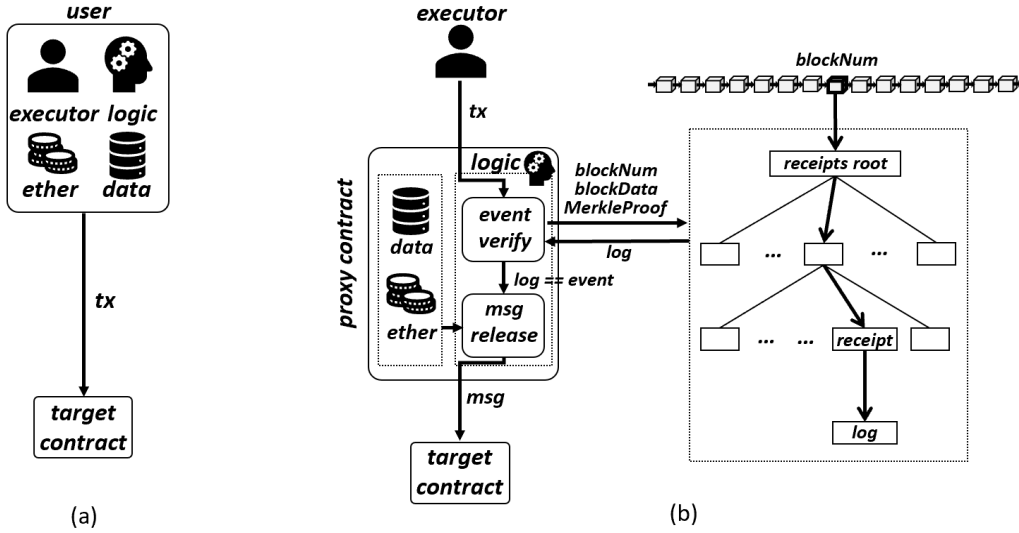 user
executor
logic
ether
data
tx
target
contract
(a)
executor
tx
proxy contract
logic
data
ether
event
verify
log == event
msg
release
msg
target
contract
blockNum
blockData
MerkleProof
log
blockNum
receipts root
...
...
...
...
receipt
log
(b)